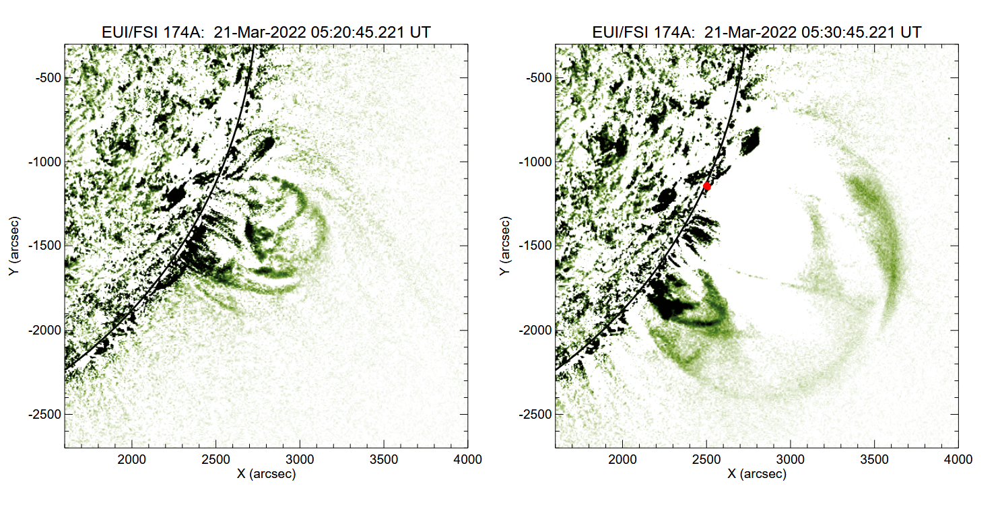 EUI/FSI 174A:  21-Mar-2022 05:20:45.221 UT
-500
-1000
-1500
-2000
-2500
Y (arcsec)
2000 2500 3000 3500 4000
X (arcsec)
EUI/FSI 174A:  21-Mar-2022 05:30:45.221 UT
-500
-1000
-1500
-2000
-2500
Y (arcsec)
2000 2500 3000 3500 4000
X (arcsec)